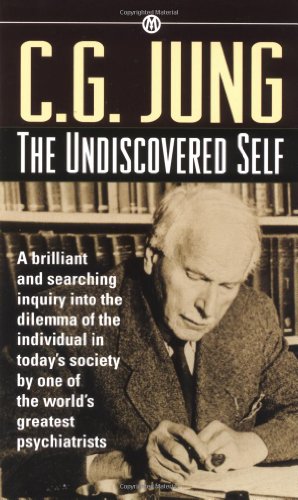 M
C.G. JUNG
THE UNDISCOVERED SELF
A brilliant
and searching
inquiry into the
dilemma of the
individual in
today's society
by one of
the world's
greatest
psychiatrists